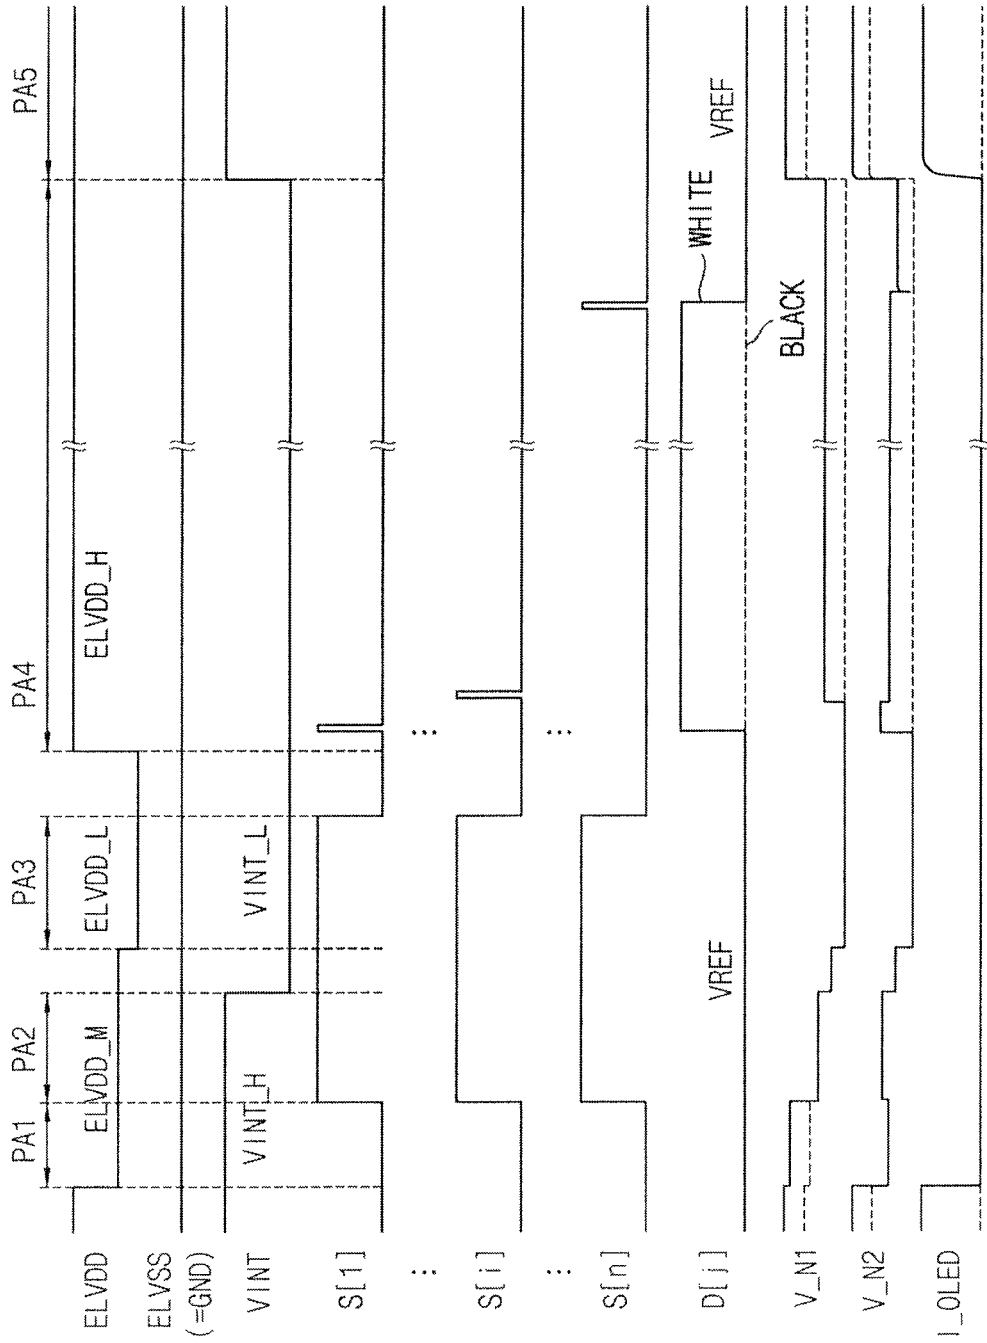 PA1
PA2
PA3
PA4
PA5
ELVDD
ELVDD_M
ELVDD_L
ELVDD_H
ELVSS
(=GND)
VINT
VINT_H
VINT_L
S[1]
...
...
S[i]
...
...
S[n]
D[j]
VREF
WHITE
VREF
BLACK
V_N1
V_N2
I_OLED